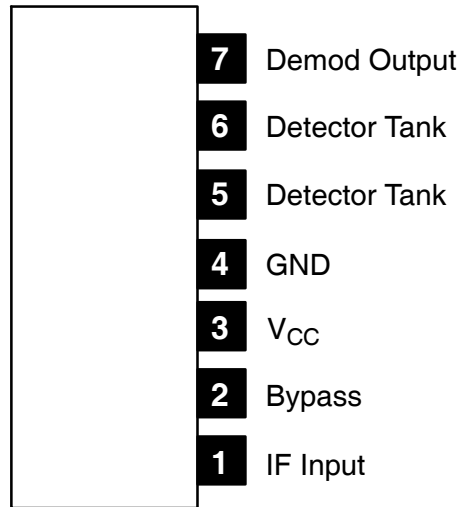 7 Demod Output
6 Detector Tank
5 Detector Tank
4 GND
3 VCC
2 Bypass
1 IF Input